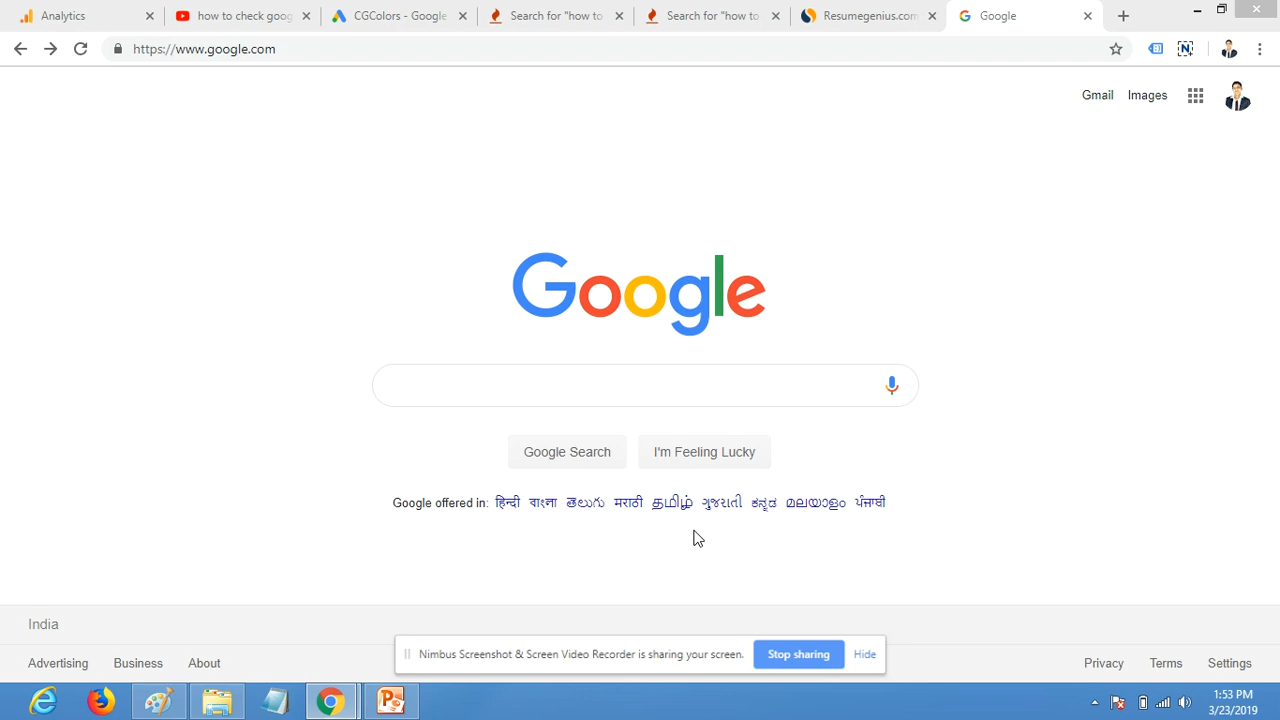 Analytics
how to check goog
CGColors - Google
Search for "how to
Search for "how to
Resumegenius.com
Google
https://www.google.com
Gmail Images
Google
Google Search I'm Feeling Lucky
Google offered in: हिन्दी বাংলা తెలుగు मराठी தமிழ் ગુજરાતી ಕನ್ನಡ മലയാളം ਪੰਜਾਬੀ
India
Nimbus Screenshot & Screen Video Recorder is sharing your screen. Stop sharing Hide
Advertising Business About Privacy Terms Settings
1:53 PM
3/23/2019